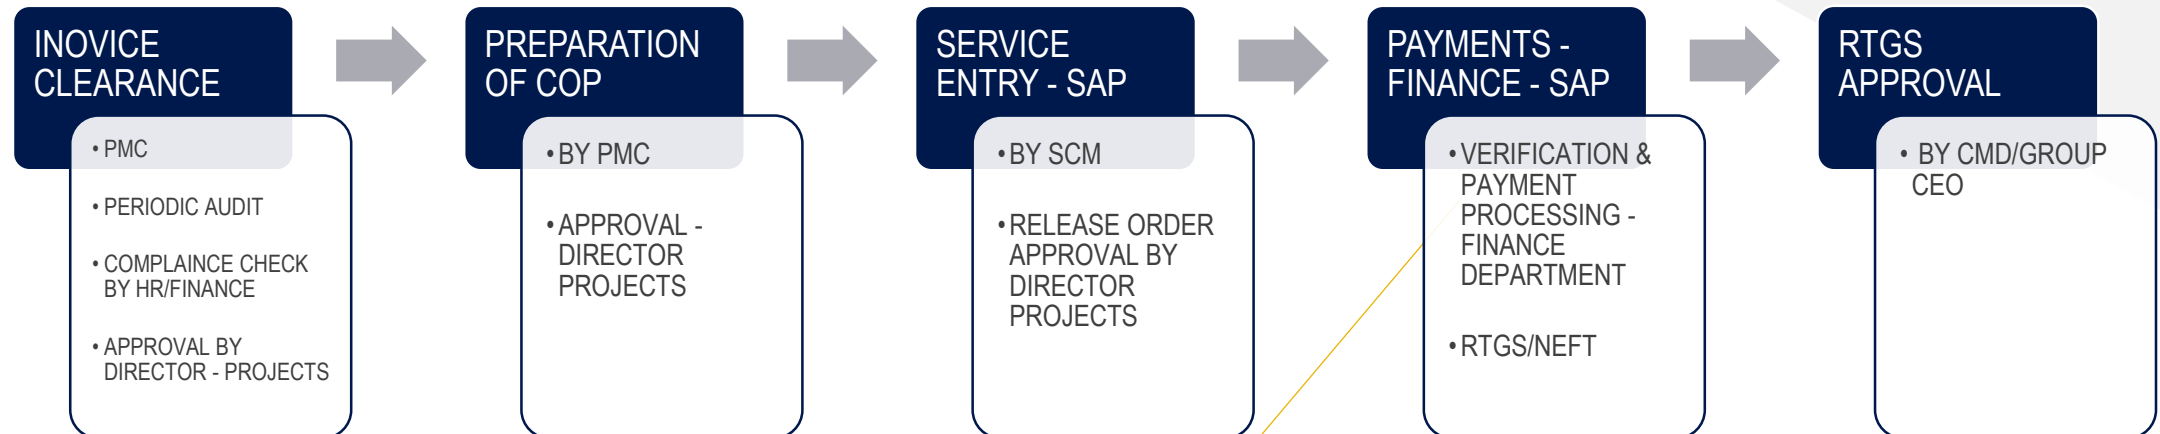 INOVICE
CLEARANCE
• PMC
• PERIODIC AUDIT
• COMPLAINCE CHECK
BY HR/FINANCE
• APPROVAL BY
DIRECTOR - PROJECTS
PREPARATION
OF COP
• BY PMC
• APPROVAL -
DIRECTOR
PROJECTS
SERVICE
ENTRY - SAP
• BY SCM
• RELEASE ORDER
APPROVAL BY
DIRECTOR
PROJECTS
PAYMENTS -
FINANCE - SAP
• VERIFICATION &
PAYMENT
PROCESSING -
FINANCE
DEPARTMENT
• RTGS/NEFT
RTGS
APPROVAL
• BY CMD/GROUP
CEO